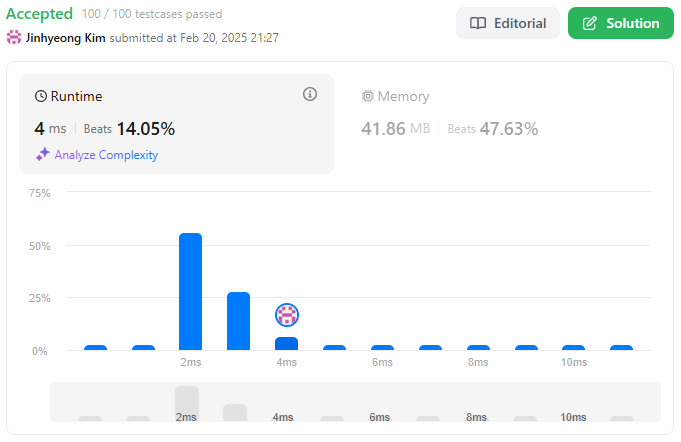 Accepted 100 / 100 testcases passed
Editorial
Solution
Jinhyeong Kim submitted at Feb 20, 2025 21:27
Runtime
Memory
4 ms Beats 14.05%
41.86 MB Beats 47.63%
Analyze Complexity
75%
50%
25%
0%
2ms 4ms 6ms 8ms 10ms
2ms 4ms 6ms 8ms 10ms